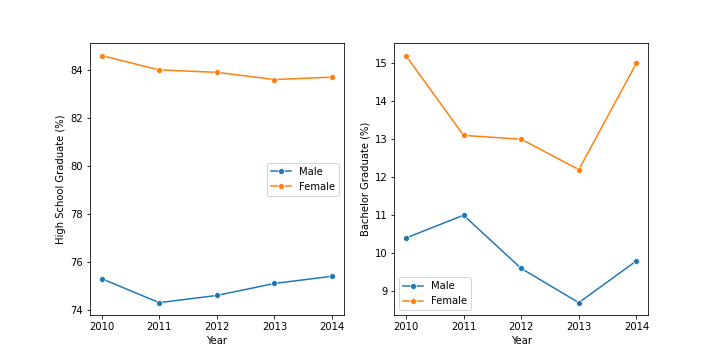 High School Graduate (%)
84
82
80
78
76
74
Male
Female
2010 2011 2012 2013 2014
Year
Bachelor Graduate (%)
15
14
13
12
11
10
9
Male
Female
2010 2011 2012 2013 2014
Year